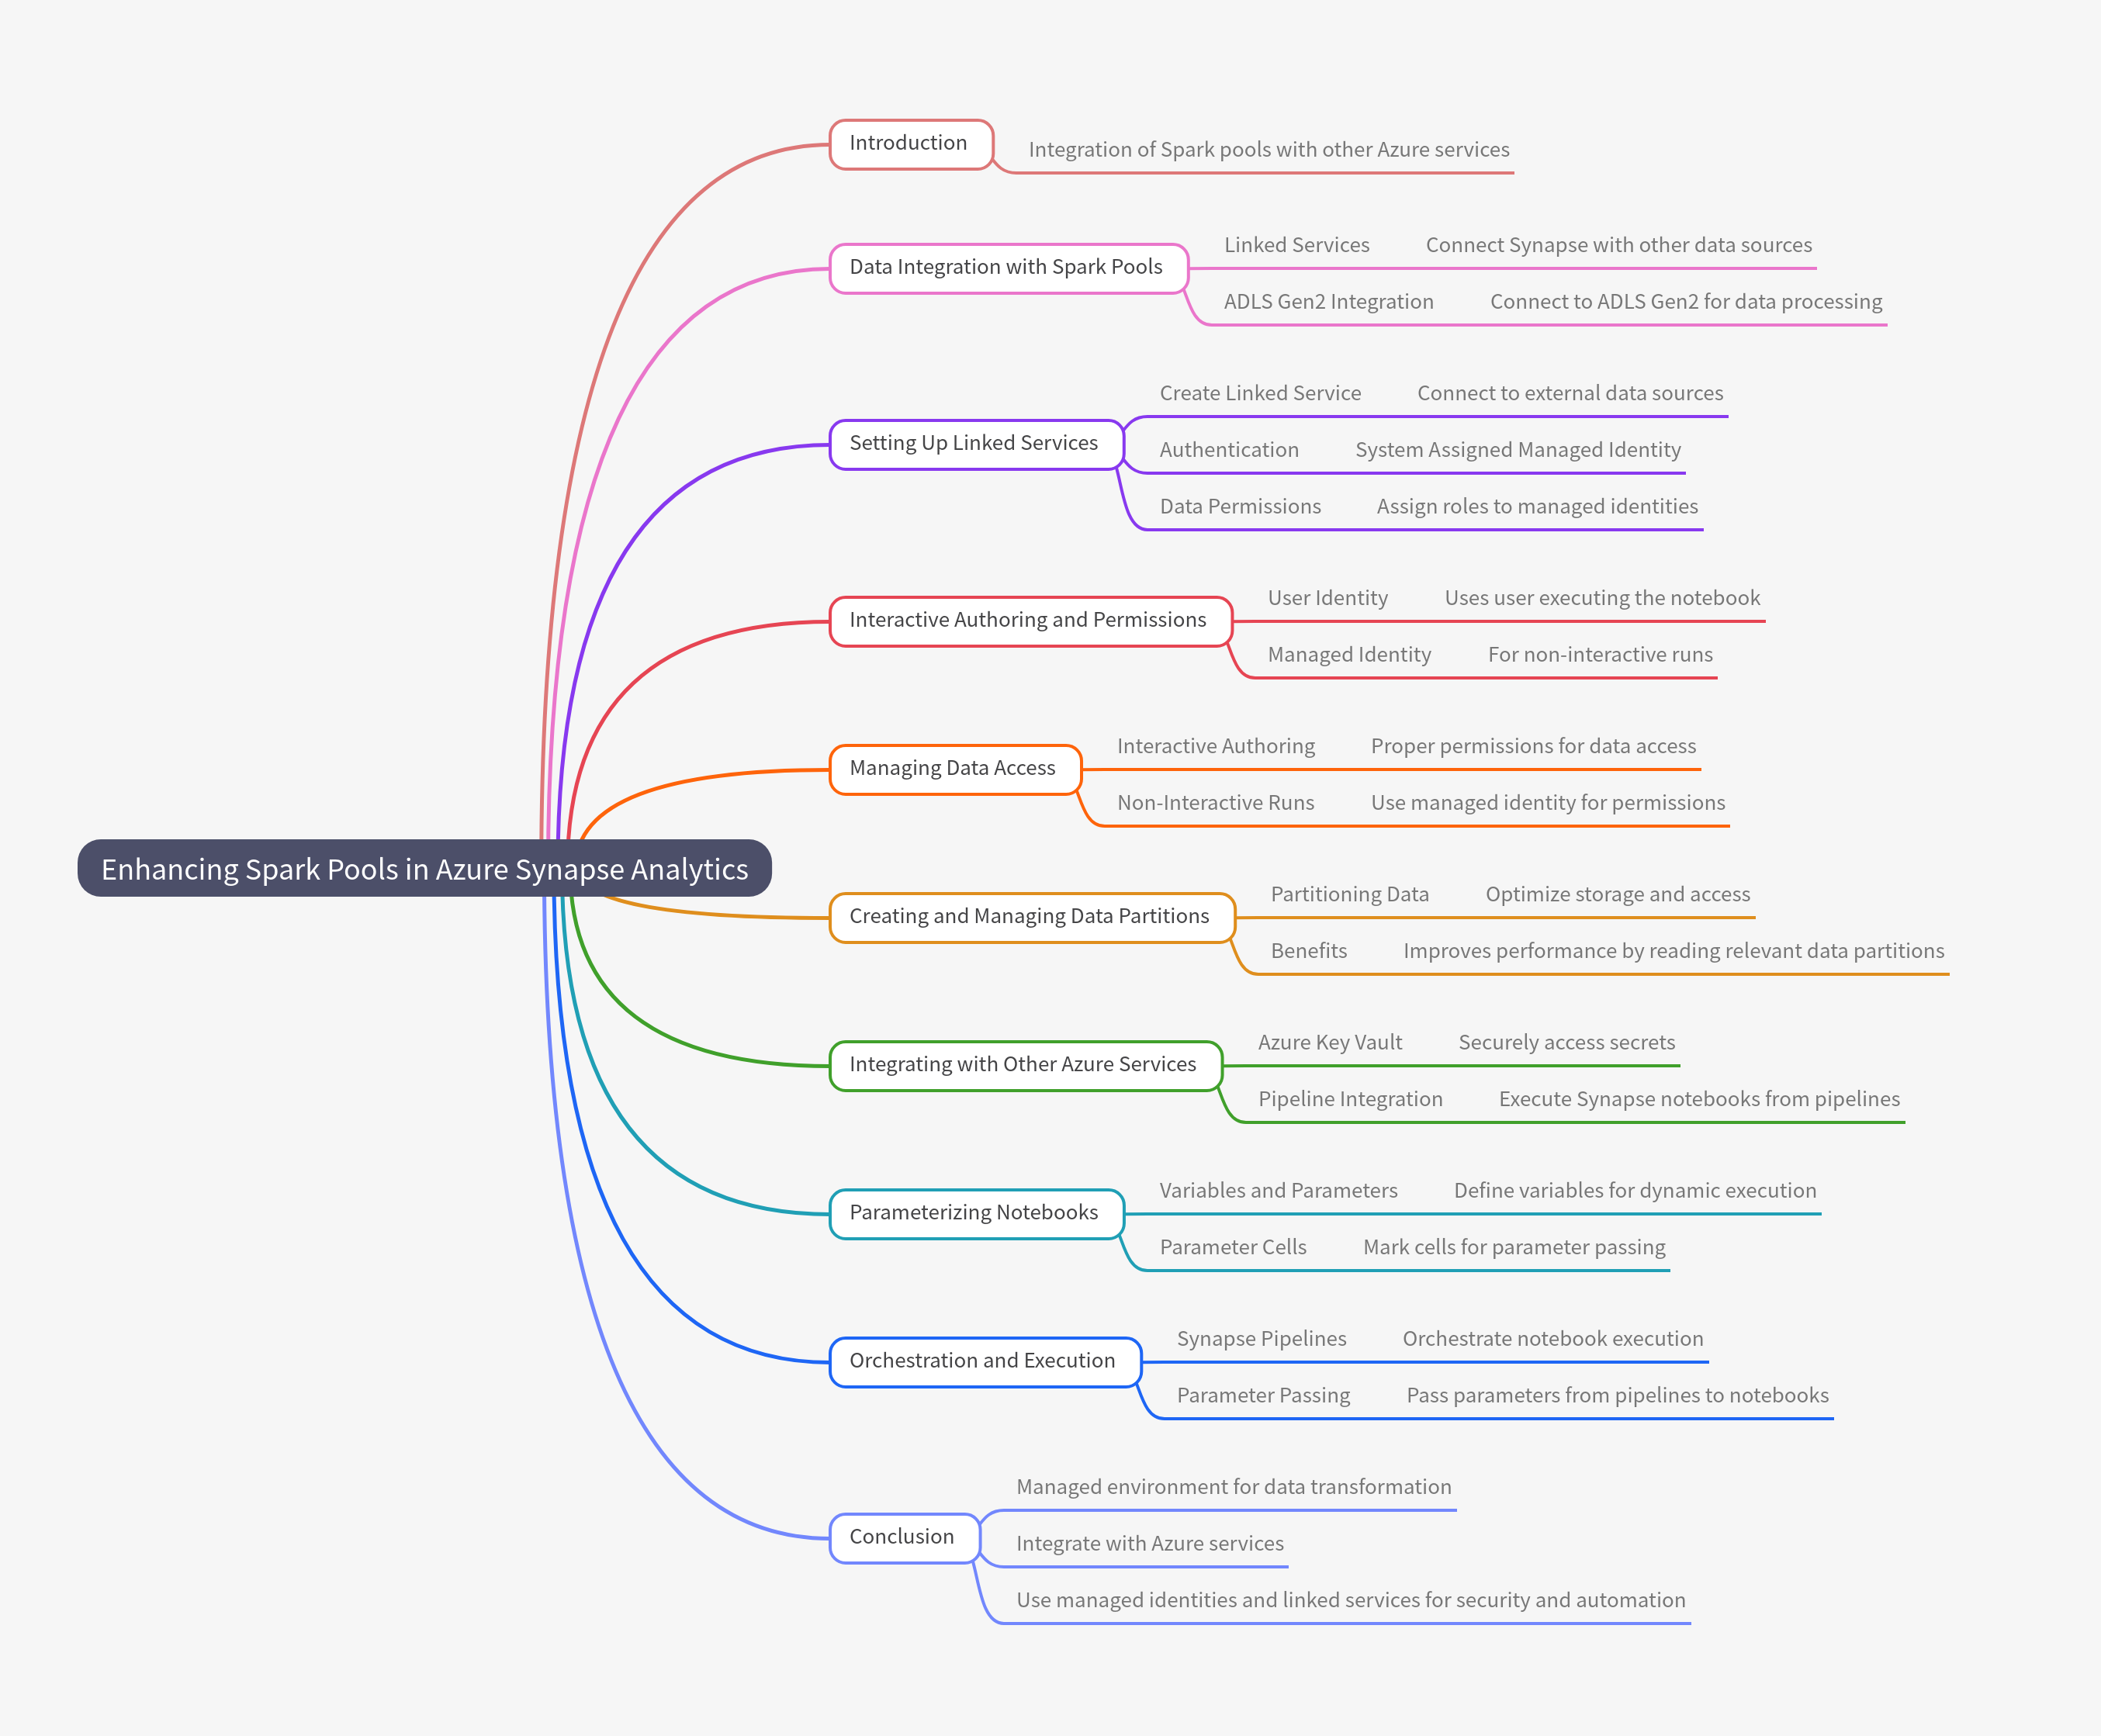 Enhancing Spark Pools in Azure Synapse Analytics
Introduction
Integration of Spark pools with other Azure services
Data Integration with Spark Pools
Linked Services
Connect Synapse with other data sources
ADLS Gen2 Integration
Connect to ADLS Gen2 for data processing
Setting Up Linked Services
Create Linked Service
Connect to external data sources
Authentication
System Assigned Managed Identity
Data Permissions
Assign roles to managed identities
Interactive Authoring and Permissions
User Identity
Uses user executing the notebook
Managed Identity
For non-interactive runs
Managing Data Access
Interactive Authoring
Proper permissions for data access
Non-Interactive Runs
Use managed identity for permissions
Creating and Managing Data Partitions
Partitioning Data
Optimize storage and access
Benefits
Improves performance by reading relevant data partitions
Integrating with Other Azure Services
Azure Key Vault
Securely access secrets
Pipeline Integration
Execute Synapse notebooks from pipelines
Parameterizing Notebooks
Variables and Parameters
Define variables for dynamic execution
Parameter Cells
Mark cells for parameter passing
Orchestration and Execution
Synapse Pipelines
Orchestrate notebook execution
Parameter Passing
Pass parameters from pipelines to notebooks
Conclusion
Managed environment for data transformation
Integrate with Azure services
Use managed identities and linked services for security and automation